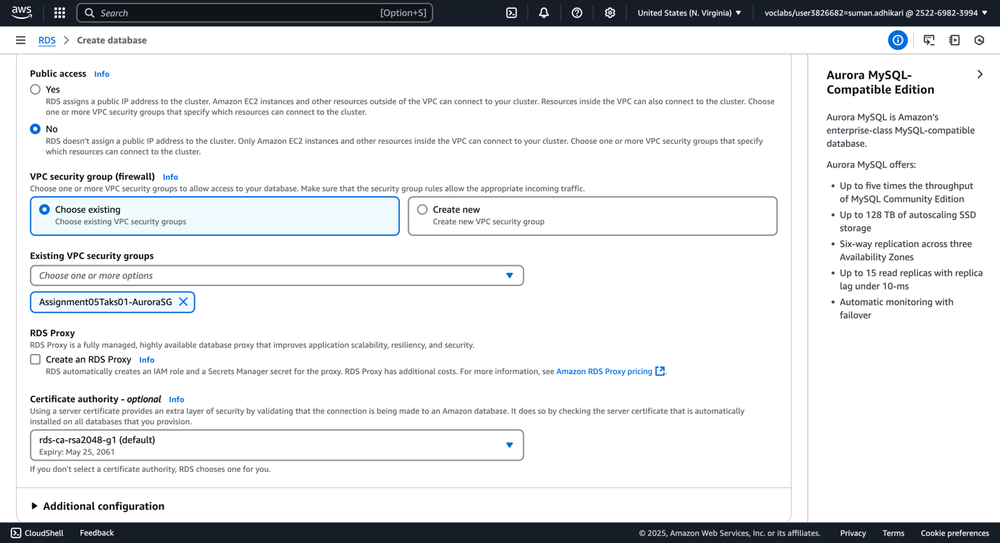 aws
Search
[Option+S]
United States (N. Virginia)
voclabs/user3826682=suman.adhikari @ 2522-6982-3994
RDS
Create database
Public access Info
Yes
RDS assigns a public IP address to the cluster. Amazon EC2 instances and other resources outside of the VPC can connect to your cluster. Resources inside the VPC can also connect to the cluster. Choose
one or more VPC security groups that specify which resources can connect to the cluster.
No
RDS doesn't assign a public IP address to the cluster. Only Amazon EC2 instances and other resources inside the VPC can connect to your cluster. Choose one or more VPC security groups that specify
which resources can connect to the cluster.
VPC security group (firewall) Info
Choose one or more VPC security groups to allow access to your database. Make sure that the security group rules allow the appropriate incoming traffic.
Choose existing
Choose existing VPC security groups
Create new
Create new VPC security group
Existing VPC security groups
Choose one or more options
Assignment05Taks01-AuroraSG
RDS Proxy
RDS Proxy is a fully managed, highly available database proxy that improves application scalability, resiliency, and security.
Create an RDS Proxy Info
RDS automatically creates an IAM role and a Secrets Manager secret for the proxy. RDS Proxy has additional costs. For more information, see Amazon RDS Proxy pricing.
Certificate authority - optional Info
Using a server certificate provides an extra layer of security by validating that the connection is being made to an Amazon database. It does so by checking the server certificate that is automatically
installed on all databases that you provision.
rds-ca-rsa2048-g1 (default)
Expiry: May 25, 2061
If you don't select a certificate authority, RDS chooses one for you.
Additional configuration
Aurora MySQL-
Compatible Edition
Aurora MySQL is Amazon's
enterprise-class MySQL-compatible
database.
Aurora MySQL offers:
• Up to five times the throughput
of MySQL Community Edition
• Up to 128 TB of autoscaling SSD
storage
• Six-way replication across three
Availability Zones
• Up to 15 read replicas with replica
lag under 10-ms
• Automatic monitoring with
failover
CloudShell
Feedback
© 2025, Amazon Web Services, Inc. or its affiliates.
Privacy
Terms
Cookie preferences